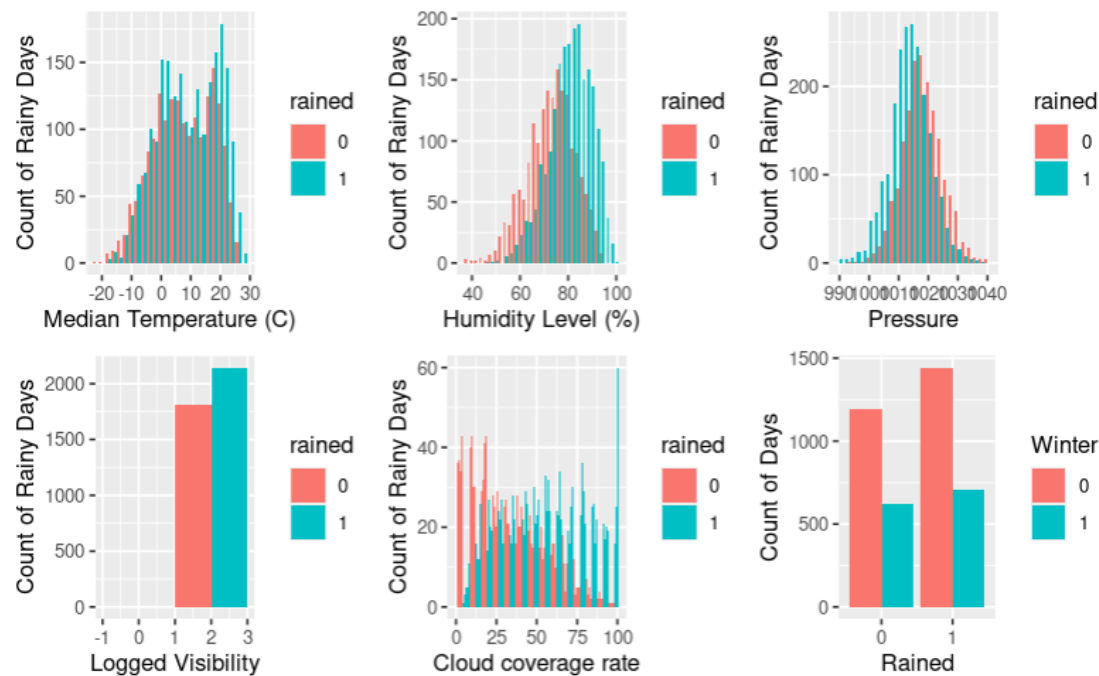 Count of Rainy Days
150
100
50
0
-20 -10 0 10 20 30
Median Temperature (C)
rained
0
1
Count of Rainy Days
200
150
100
50
0
40 60 80 100
Humidity Level (%)
rained
0
1
Count of Rainy Days
200
100
0
990 1000 1010 1020 1030 1040
Pressure
rained
0
1
Count of Rainy Days
2000
1500
1000
500
0
-1 0 1 2 3
Logged Visibility
rained
0
1
Count of Rainy Days
60
40
20
0
0 25 50 75 100
Cloud coverage rate
rained
0
1
Count of Days
1500
1000
500
0
0 1
Rained
Winter
0
1